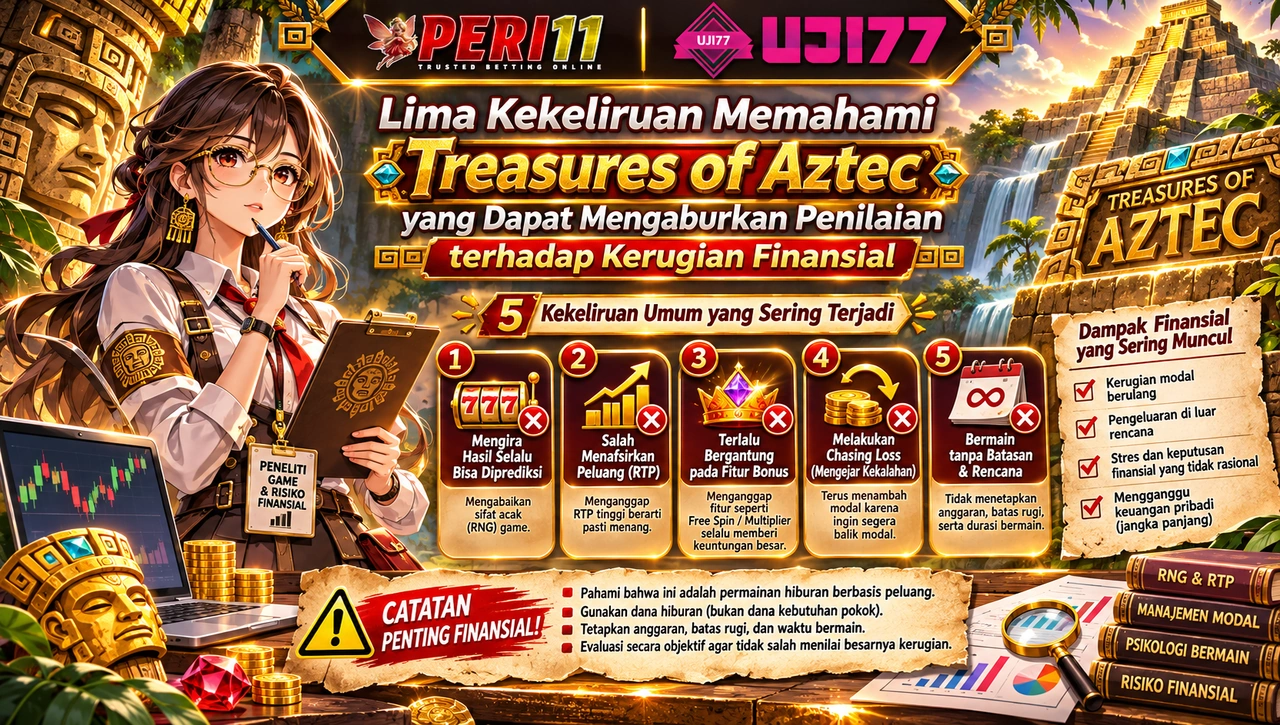 PERI11
TRUSTED BETTING ONLINE
UJI177
UJI77
Lima Kekeliruan Memahami
Treasures of Aztec
yang Dapat Mengaburkan Penilaian
terhadap Kerugian Finansial
5 Kekeliruan Umum yang Sering Terjadi
1
777
Mengira
Hasil Selalu
Bisa Diprediksi
Mengabaikan
sifat acak
(RNG) game.
2
Salah
Menafsirkan
Peluang (RTP)
Menganggap
RTP tinggi berarti
pasti menang.
3
Terlalu
Bergantung
pada Fitur Bonus
Menganggap
fitur seperti
Free Spin / Multiplier
selalu memberi
keuntungan besar.
4
Melakukan
Chasing Loss
(Mengejar Kekalahan)
Terus menambah
modal karena
ingin segera
balik modal.
5
Bermain
tanpa Batasan
& Rencana
Tidak menetapkan
anggaran, batas rugi,
serta durasi bermain.
TREASURES OF
AZTEC
Dampak Finansial
yang Sering Muncul
Kerugian modal
berulang
Pengeluaran di luar
rencana
Stres dan keputusan
finansial yang tidak rasional
Mengganggu
keuangan pribadi
(jangka panjang)
PENELITI
GAME
& RISIKO
FINANSIAL
CATATAN
PENTING FINANSIAL!
Pahami bahwa ini adalah permainan hiburan berbasis peluang.
Gunakan dana hiburan (bukan dana kebutuhan pokok).
Tetapkan anggaran, batas rugi, dan waktu bermain.
Evaluasi secara objektif agar tidak salah menilai besarnya kerugian.
RNG & RTP
MANAJEMEN MODAL
PSIKOLOGI BERMAIN
RISIKO FINANSIAL